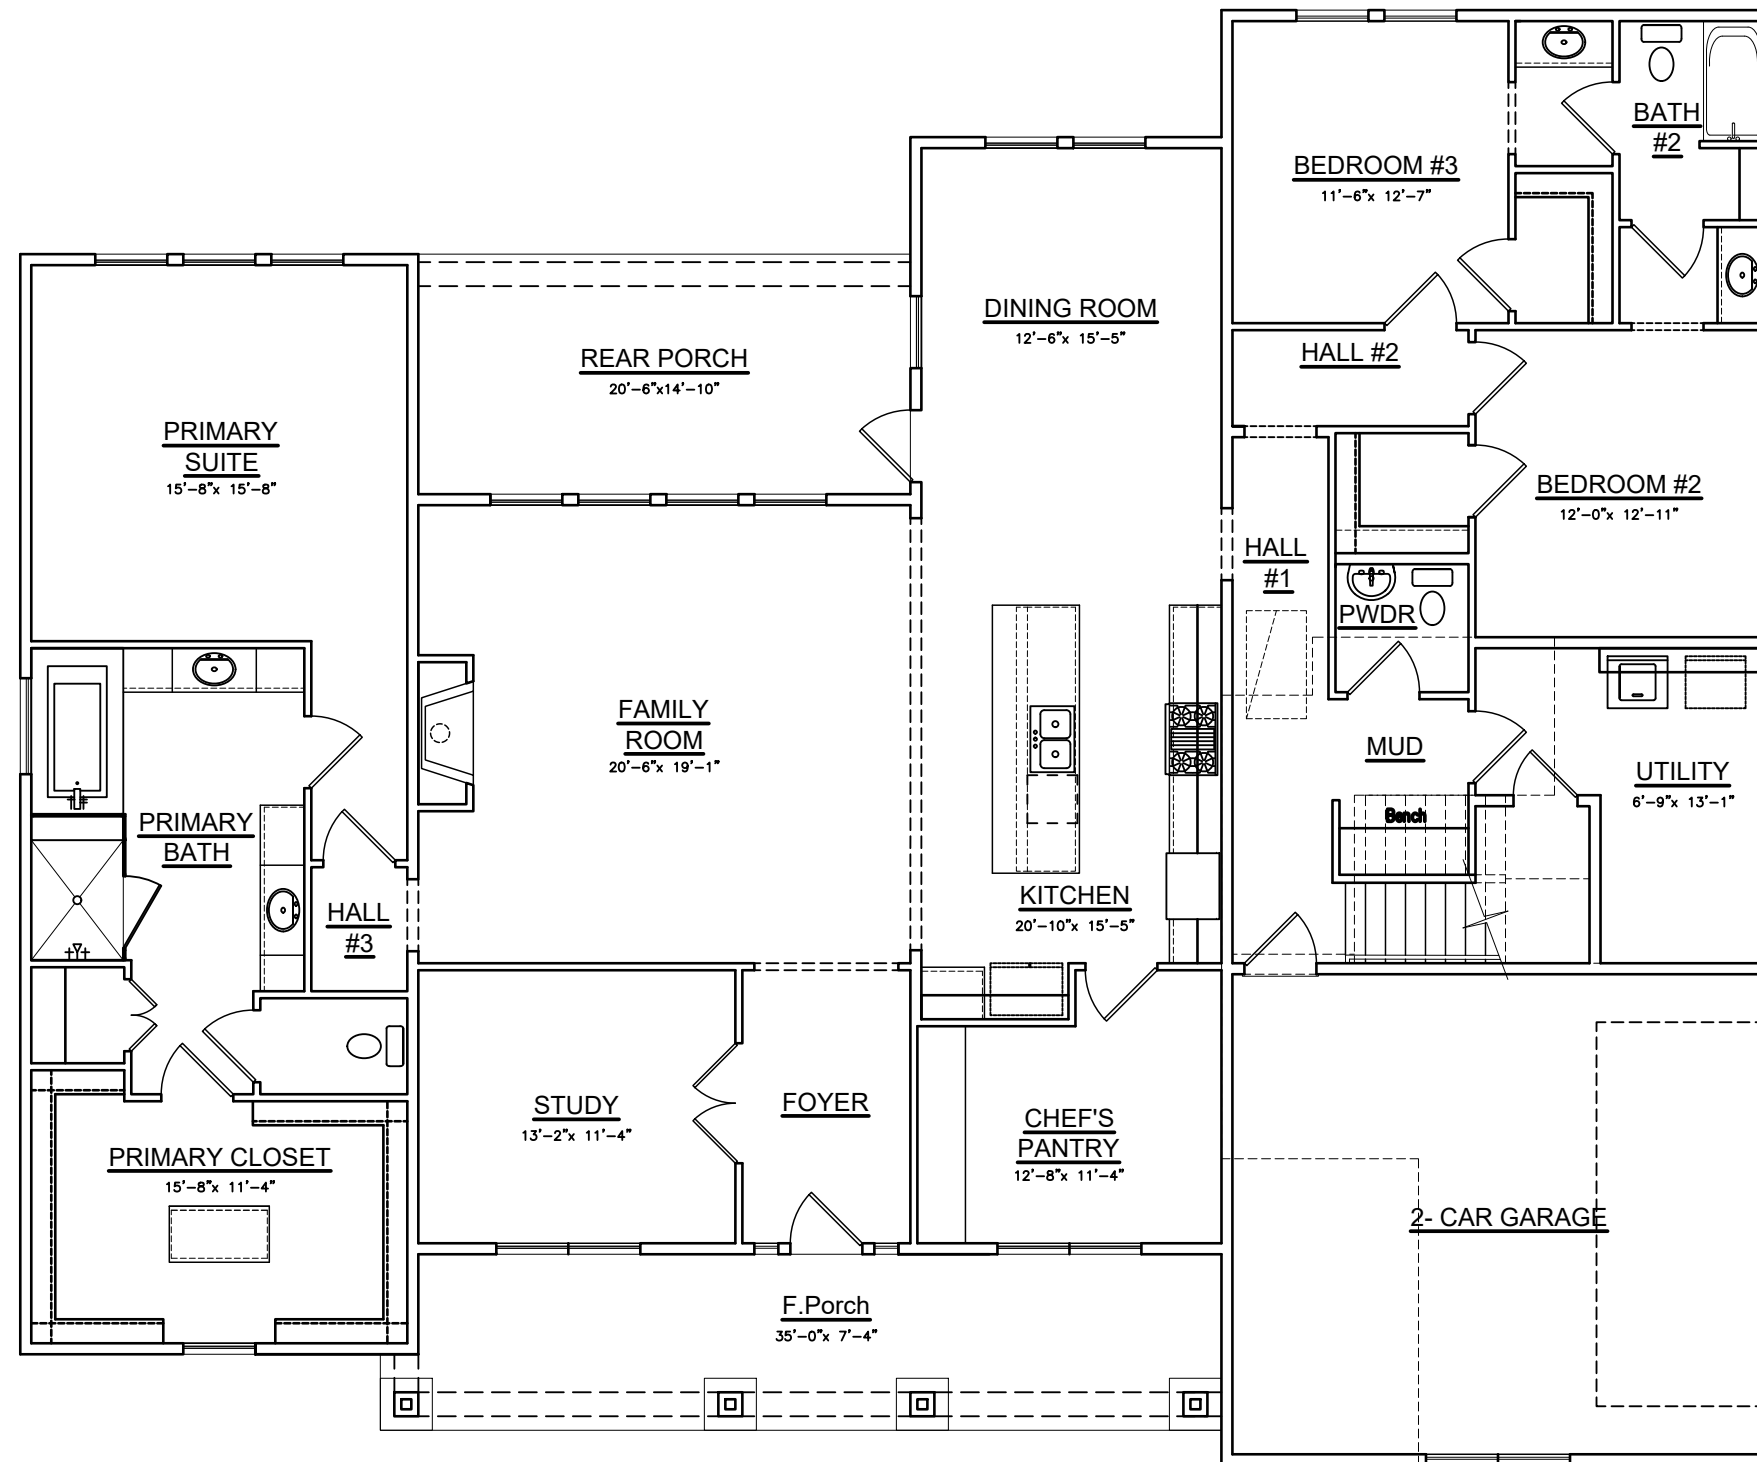 BATH
#2
BEDROOM #3
11'-6"x 12'-7"
DINING ROOM
12'-6"x 15'-5"
HALL #2
REAR PORCH
20'-6"x14'-10"
PRIMARY
SUITE
15'-8"x 15'-8"
BEDROOM #2
12'-0"x 12'-11"
HALL
#1
PWDR
FAMILY
ROOM
20'-6"x 19'-1"
MUD
UTILITY
6'-9"x 13'-1"
PRIMARY
BATH
Bench
KITCHEN
20'-10"x 15'-5"
HALL
#3
STUDY
13'-2"x 11'-4"
FOYER
CHEF'S
PANTRY
12'-8"x 11'-4"
PRIMARY CLOSET
15'-8"x 11'-4"
2- CAR GARAGE
F.Porch
35'-0"x 7'-4"